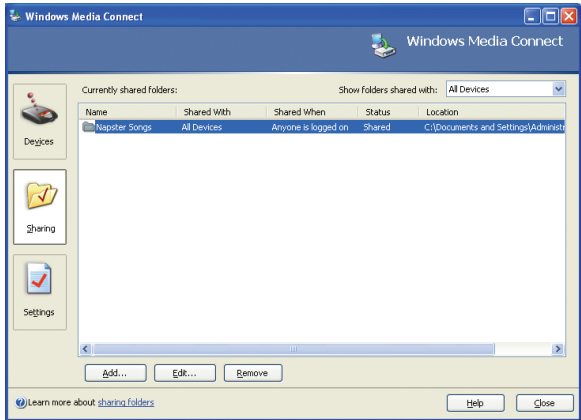 Windows Media Connect
Windows Media Connect
Currently shared folders:
Show folders shared with: All Devices
Name Shared With Shared When Status Location
Napster Songs All Devices Anyone is logged on Shared C:\Documents and Settings\Administr
Devices
Sharing
Settings
Add... Edit... Remove
Learn more about sharing folders
Help Close